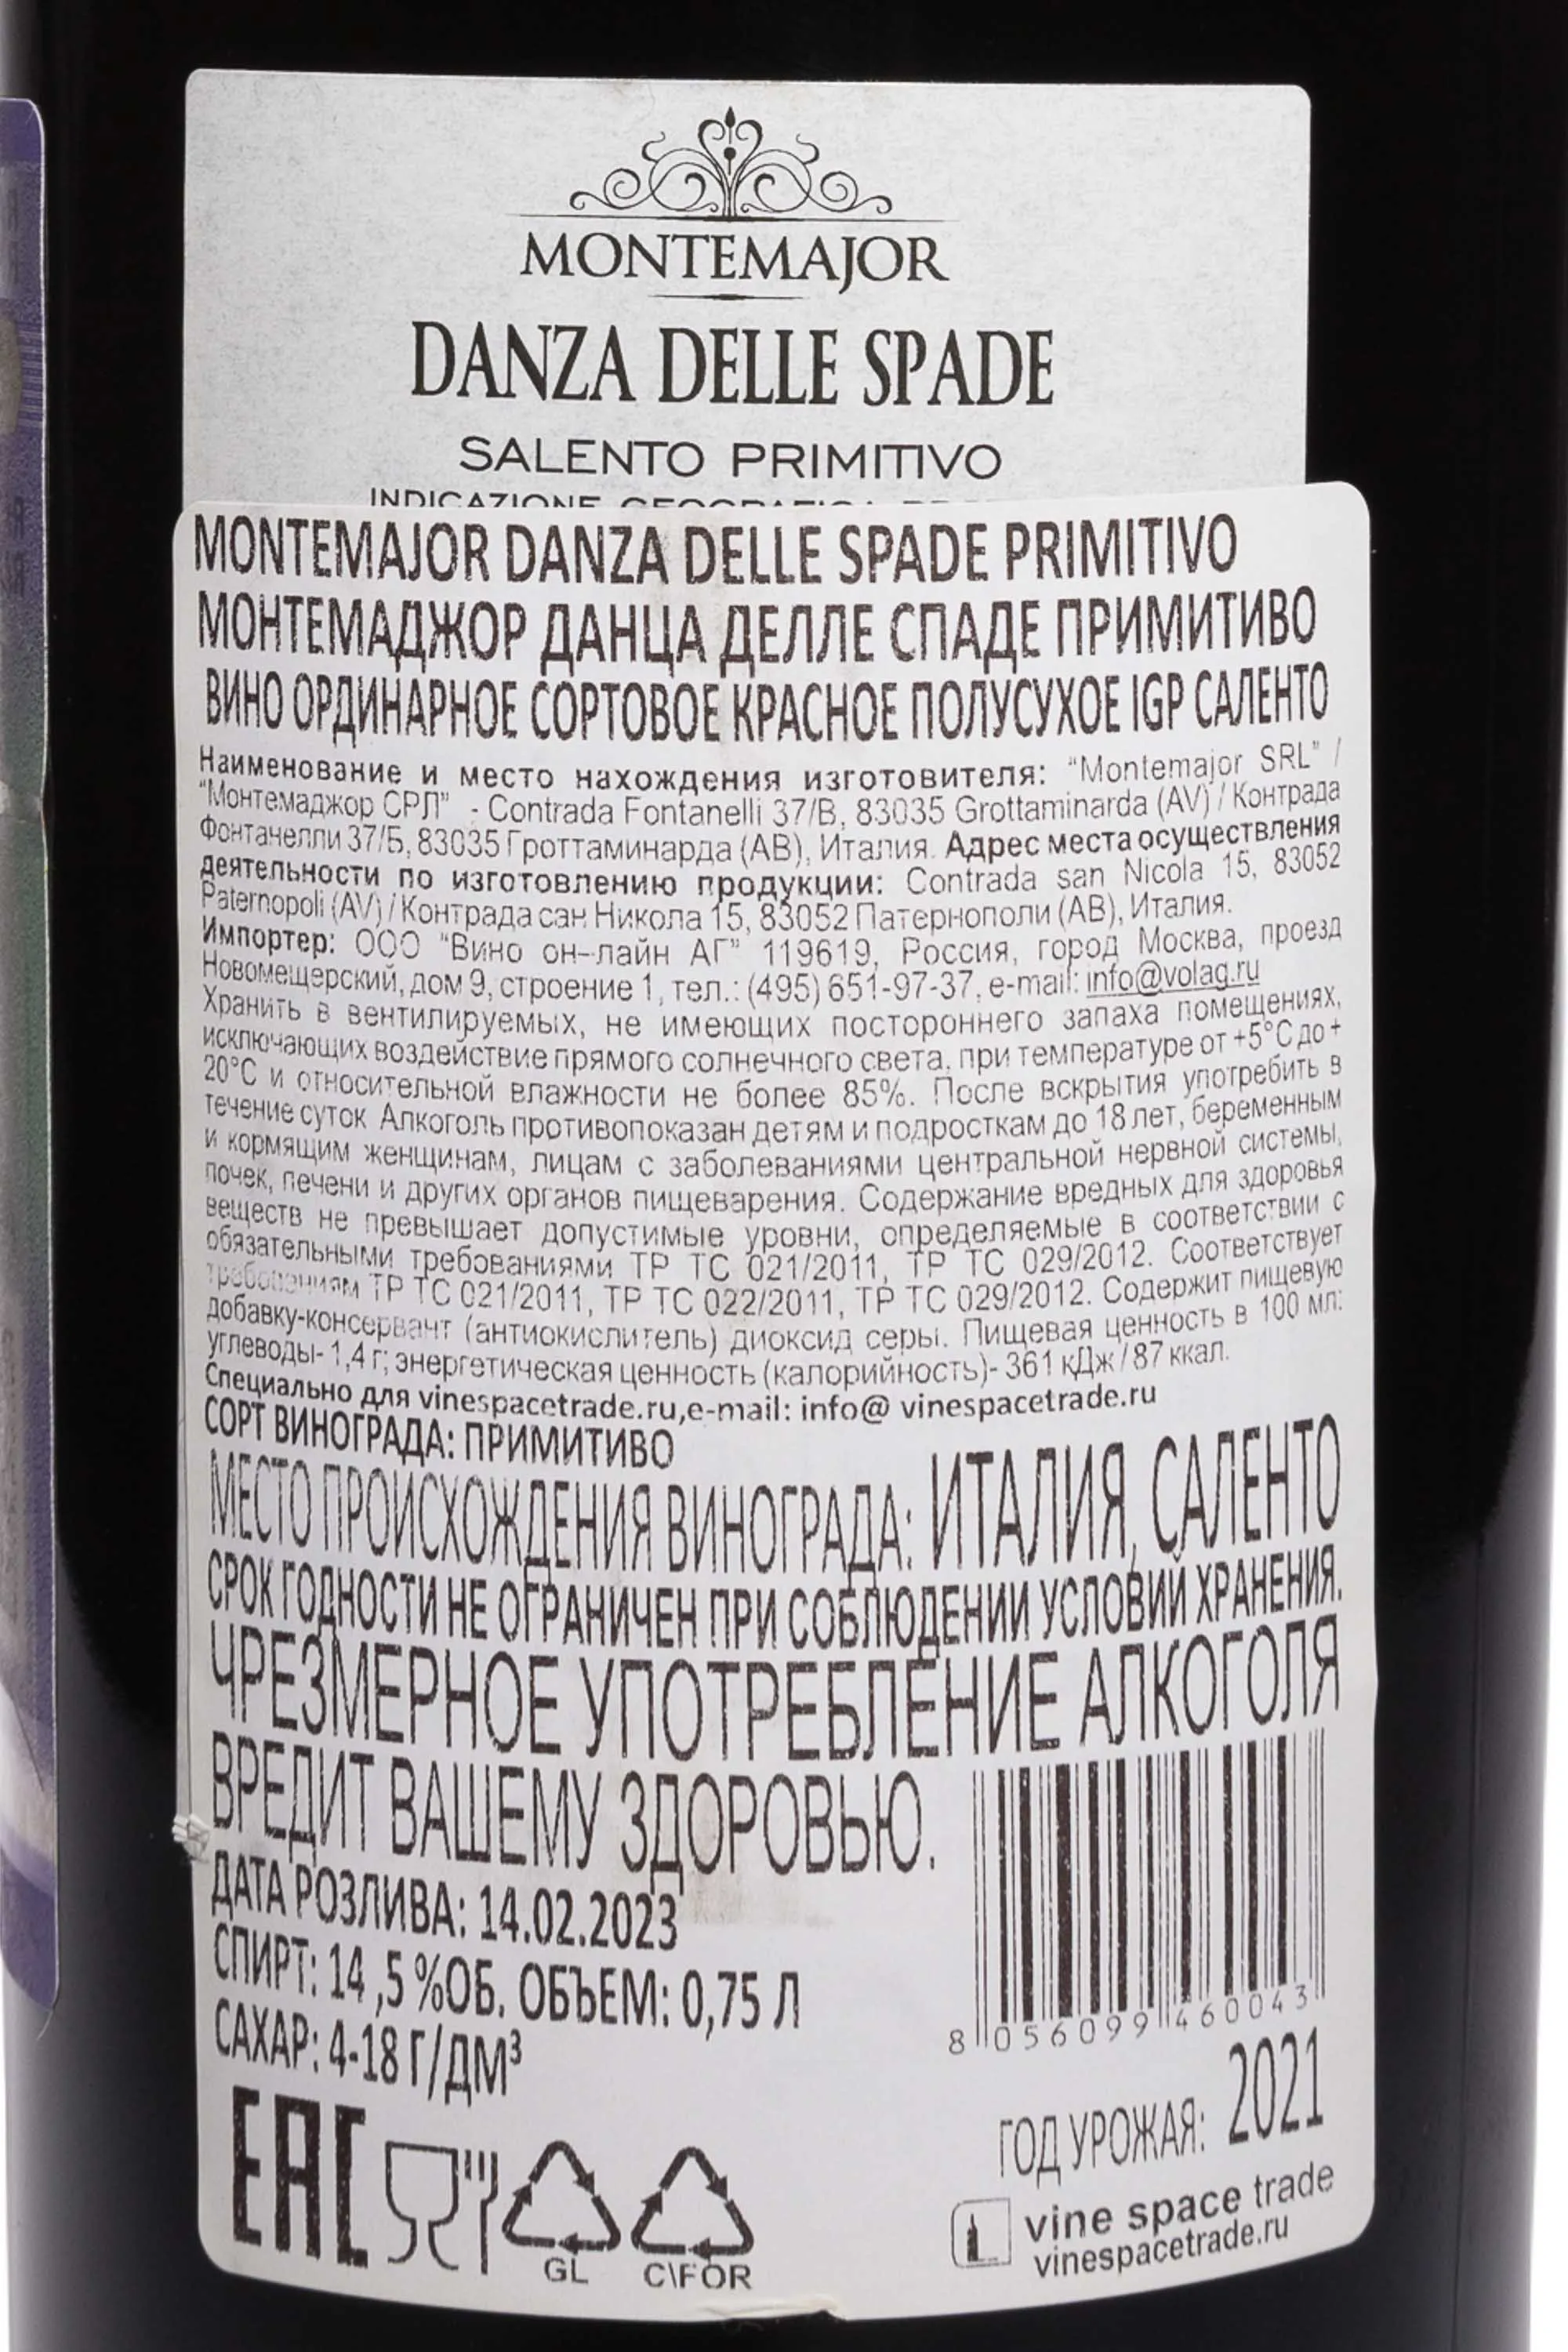 MONTEMAJOR
DANZA DELLE SPADE
SALENTO PRIMITIVO
INDICAZIONE GEOGRAFICA
MONTEMAJOR DANZA DELLE SPADE PRIMITIVO
МОНТЕМАДЖОР ДАНЦА ДЕЛЛЕ СПАДЕ ПРИМИТИВО
ВИНО ОРДИНАРНОЕ СОРТОВОЕ КРАСНОЕ ПОЛУСУХОЕ IGP САЛЕНТО
Наименование и место нахождения изготовителя: "Montemajor SRL" /
"Монтемаджор СРЛ" - Contrada Fontanelli 37/B, 83035 Grottaminarda (AV) / Контрада
Фонтачелли 37/Б, 83035 Гроттаминарда (АВ), Италия. Адрес места осуществления
деятельности по изготовлению продукции: Contrada san Nicola 15, 83052
Paternopoli (AV) / Контрада сан Никола 15, 83052 Патернополи (АВ), Италия.
Импортер: ООО "Вино он-лайн АГ" 119619, Россия, город Москва, проезд
Новомещерский, дом 9, строение 1, тел.: (495) 651-97-37, e-mail: info@volag.ru
Хранить в вентилируемых, не имеющих постороннего запаха помещениях,
исключающих воздействие прямого солнечного света, при температуре от +5°С до +
20°С и относительной влажности не более 85%. После вскрытия употребить в
течение суток Алкоголь противопоказан детям и подросткам до 18 лет, беременным
и кормящим женщинам, лицам с заболеваниями центральной нервной системы,
почек, печени и других органов пищеварения. Содержание вредных для здоровья
веществ не превышает допустимые уровни, определяемые в соответствии с
обязательными требованиями ТР ТС 021/2011, ТР ТС 029/2012. Соответствует
требованиям ТР ТС 021/2011, ТР ТС 022/2011, ТР ТС 029/2012. Содержит пищевую
добавку-консервант (антиокислитель) диоксид серы. Пищевая ценность в 100 мл:
углеводы- 1,4 г; энергетическая ценность (калорийность)- 361 кДж / 87 ккал.
Специально для vinespacetrade.ru,e-mail: info@ vinespacetrade.ru
СОРТ ВИНОГРАДА: ПРИМИТИВО
МЕСТО ПРОИСХОЖДЕНИЯ ВИНОГРАДА: ИТАЛИЯ, САЛЕНТО
СРОК ГОДНОСТИ НЕ ОГРАНИЧЕН ПРИ СОБЛЮДЕНИИ УСЛОВИЙ ХРАНЕНИЯ.
ЧРЕЗМЕРНОЕ УПОТРЕБЛЕНИЕ АЛКОГОЛЯ
ВРЕДИТ ВАШЕМУ ЗДОРОВЬЮ.
ДАТА РОЗЛИВА: 14.02.2023
СПИРТ: 14 ,5 %ОБ. ОБЪЕМ: 0,75 Л
САХАР: 4-18 Г/ДМ³
8 056099 460043
ГОД УРОЖАЯ: 2021
EAC
GL
C\FOR
vine space trade
vinespacetrade.ru